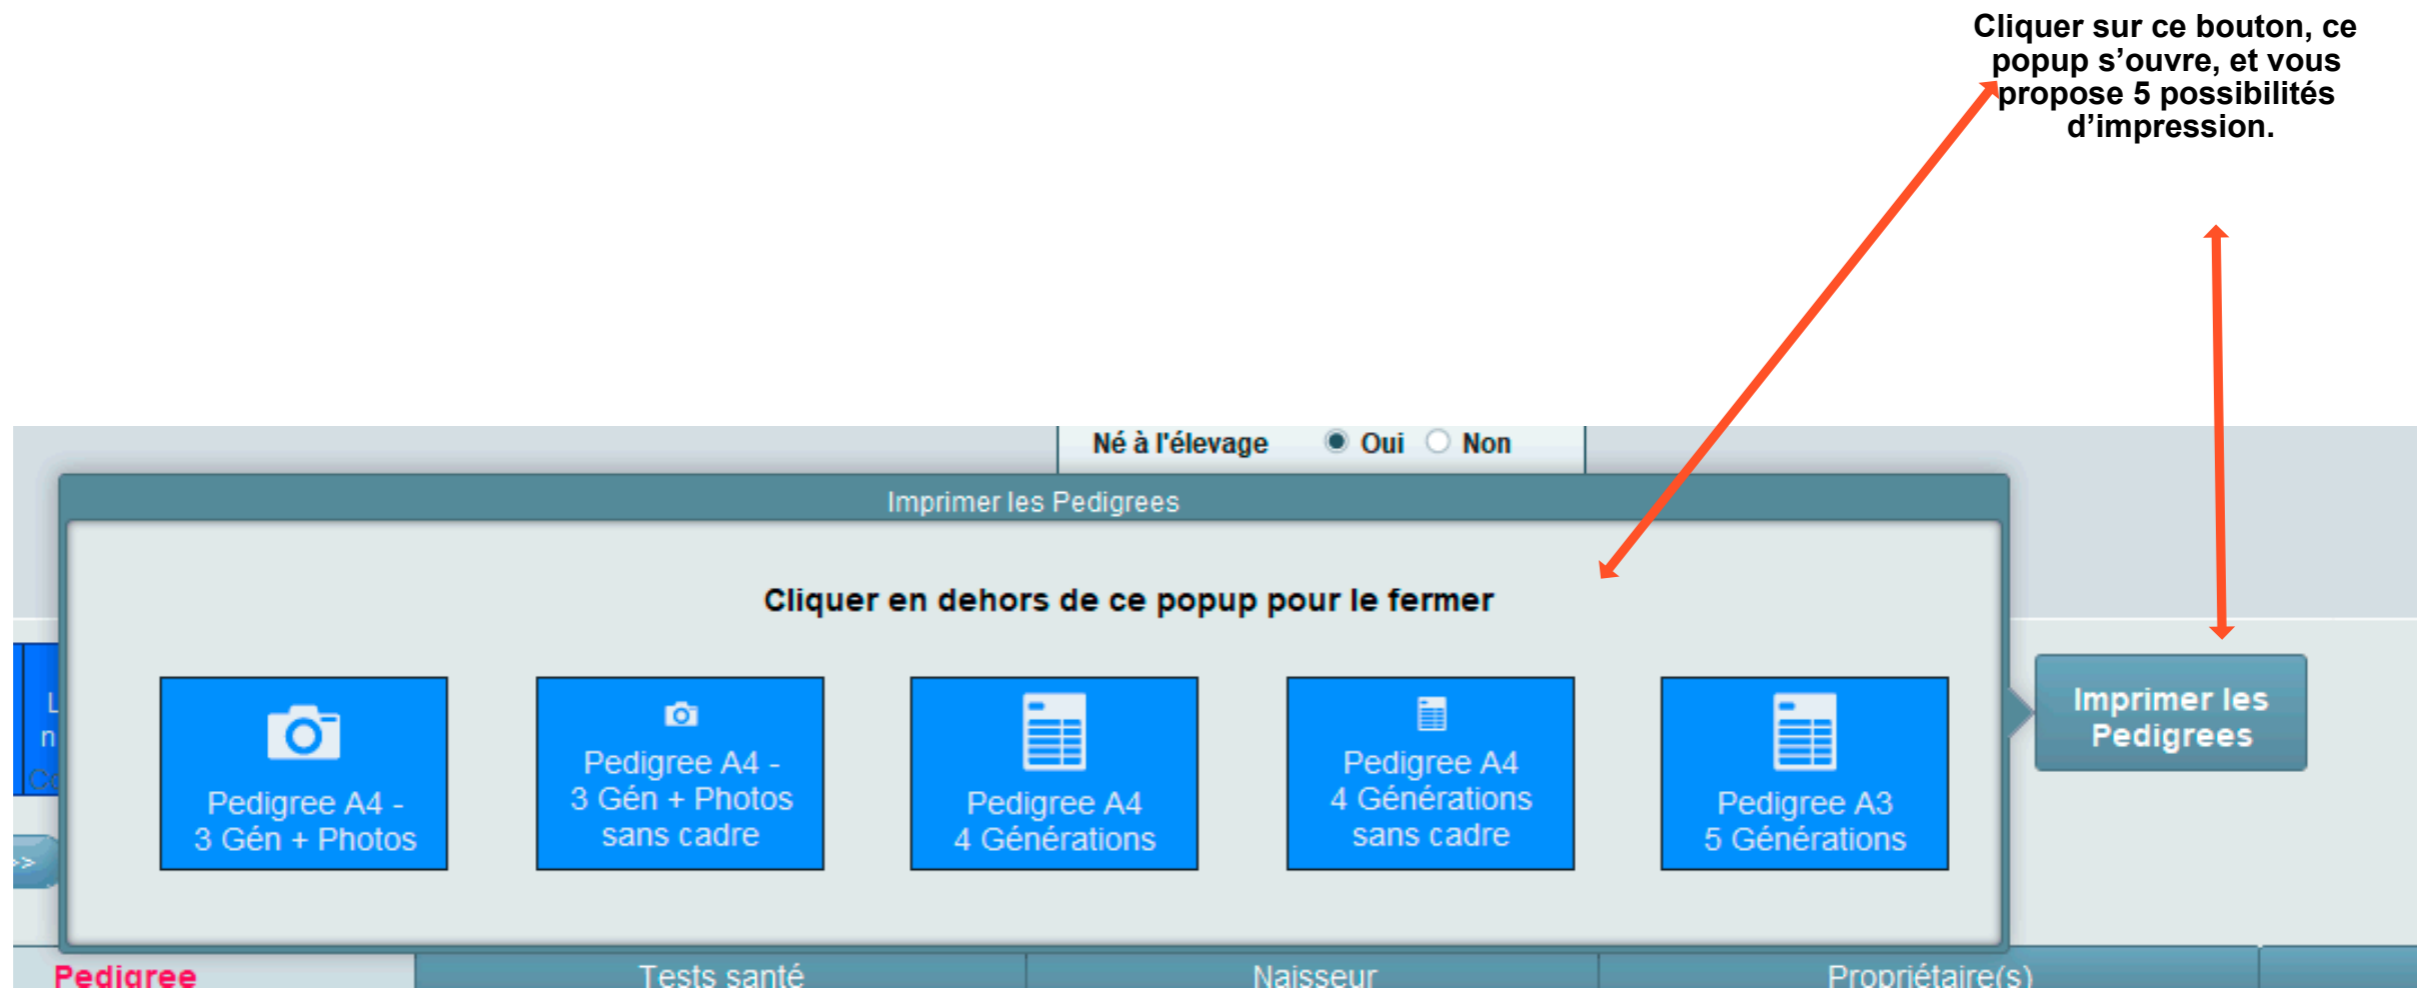 Cliquer sur ce bouton, ce
popup s’ouvre, et vous
propose 5 possibilités
d’impression.
Né à l'élevage Oui Non
Imprimer les Pedigrees
Cliquer en dehors de ce popup pour le fermer
Pedigree A4 -
3 Gén + Photos
Pedigree A4 -
3 Gén + Photos
sans cadre
Pedigree A4
4 Générations
Pedigree A4
4 Générations
sans cadre
Pedigree A3
5 Générations
Imprimer les
Pedigrees
>>
Pedigree Tests santé Naisseur Propriétaire(s)